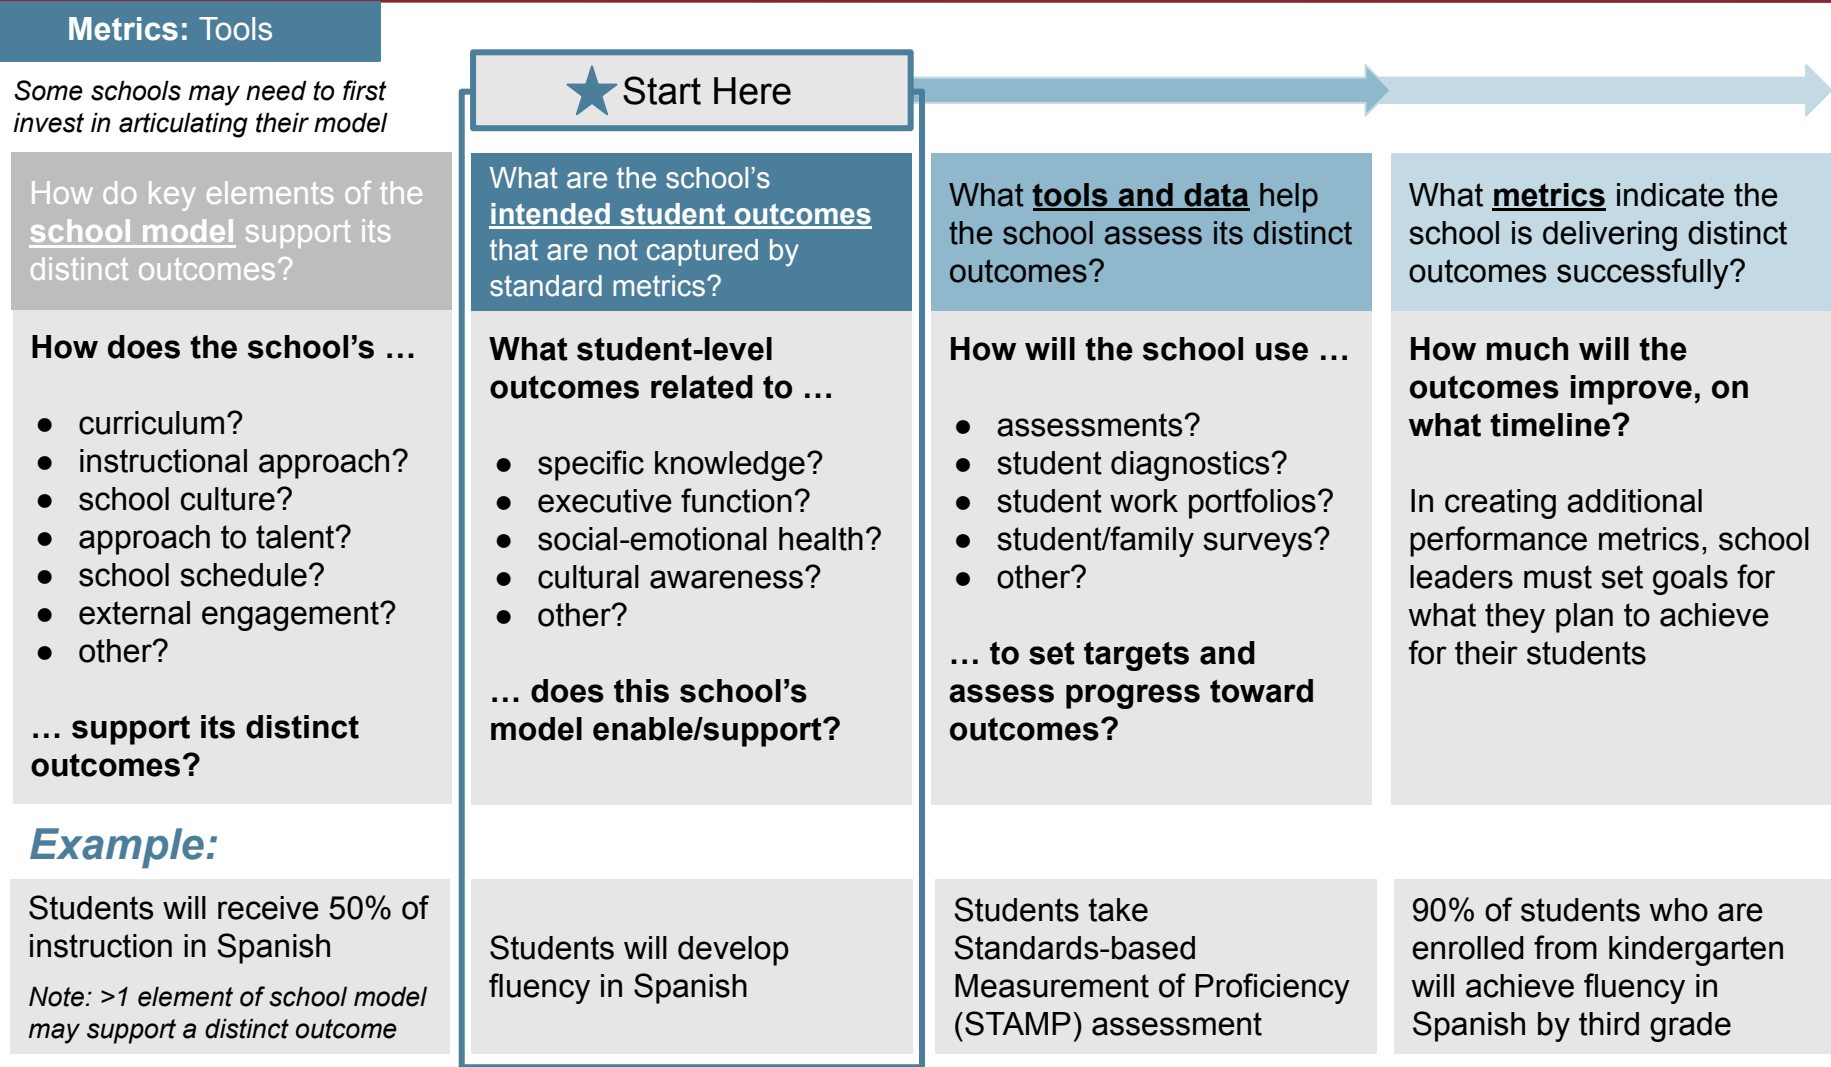 Metrics: Tools
Some schools may need to first
invest in articulating their model
Start Here
How do key elements of the
school model support its
distinct outcomes?
How does the school’s …
● curriculum?
● instructional approach?
● school culture?
● approach to talent?
● school schedule?
● external engagement?
● other?
… support its distinct
outcomes?
What are the school’s
intended student outcomes
that are not captured by
standard metrics?
What student-level
outcomes related to …
● specific knowledge?
● executive function?
● social-emotional health?
● cultural awareness?
● other?
… does this school’s
model enable/support?
What tools and data help
the school assess its distinct
outcomes?
How will the school use …
● assessments?
● student diagnostics?
● student work portfolios?
● student/family surveys?
● other?
… to set targets and
assess progress toward
outcomes?
What metrics indicate the
school is delivering distinct
outcomes successfully?
How much will the
outcomes improve, on
what timeline?
In creating additional
performance metrics, school
leaders must set goals for
what they plan to achieve
for their students
Example:
Students will receive 50% of
instruction in Spanish
Note: >1 element of school model
may support a distinct outcome
Students will develop
fluency in Spanish
Students take
Standards-based
Measurement of Proficiency
(STAMP) assessment
90% of students who are
enrolled from kindergarten
will achieve fluency in
Spanish by third grade